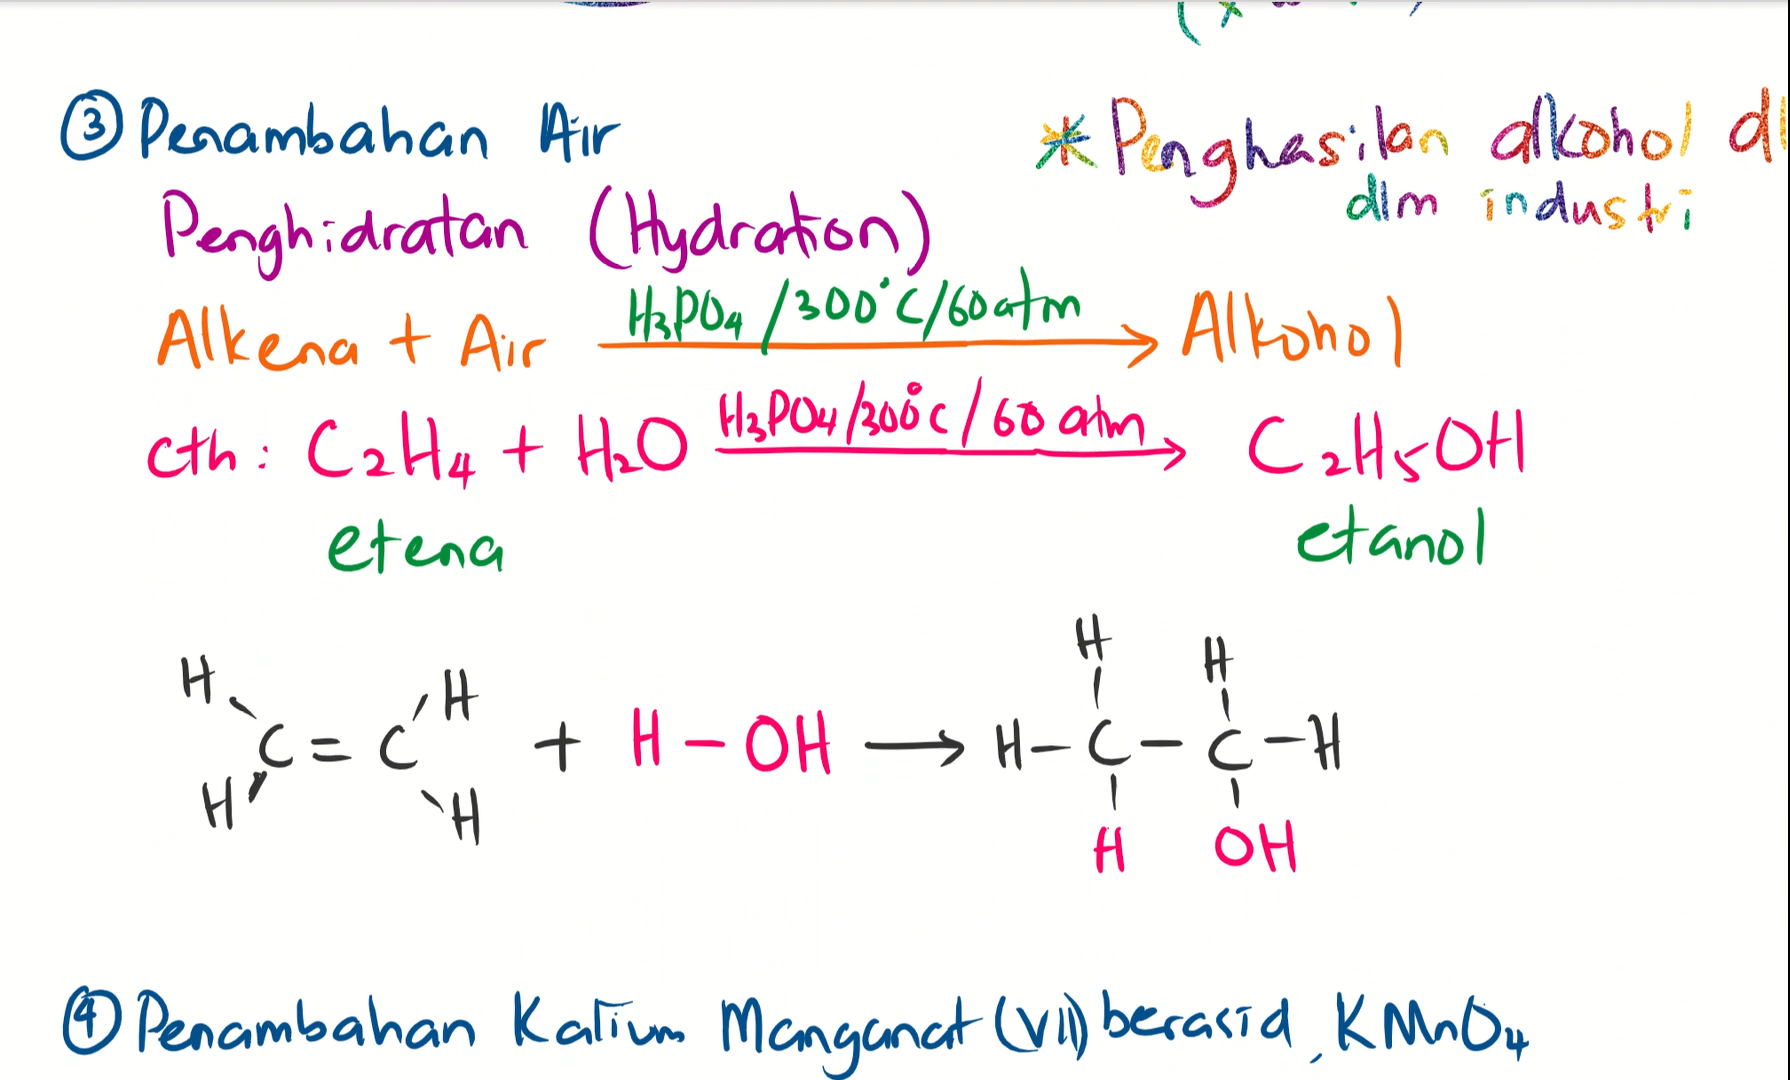 ③ Penambahan Air
* Penghasilan alkohol
dlm industri
Penghidratan (Hydration)
Alkena + Air H₃PO₄ / 300°C / 60 atm → Alkohol
cth : C₂H₄ + H₂O H₃PO₄ / 300°C / 60 atm → C₂H₅OH
etena etanol
H H
H H
C = C + H – OH → H – C – C – H
H H
H OH
④ Penambahan Kalium Manganat (VII) berasid, KMnO₄